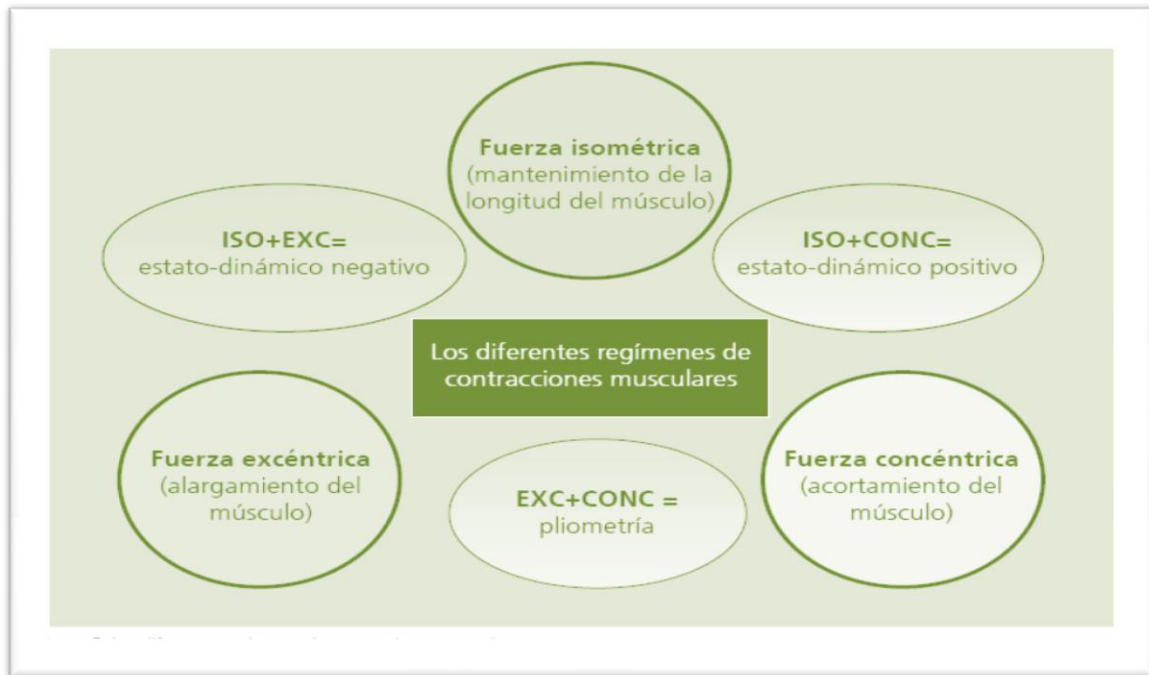 Fuerza isométrica
(mantenimiento de la
longitud del músculo)
ISO+EXC=
estato-dinámico negativo
ISO+CONC=
estato-dinámico positivo
Los diferentes regímenes de
contracciones musculares
Fuerza excéntrica
(alargamiento del
músculo)
EXC+CONC =
pliometría
Fuerza concéntrica
(acortamiento del
músculo)